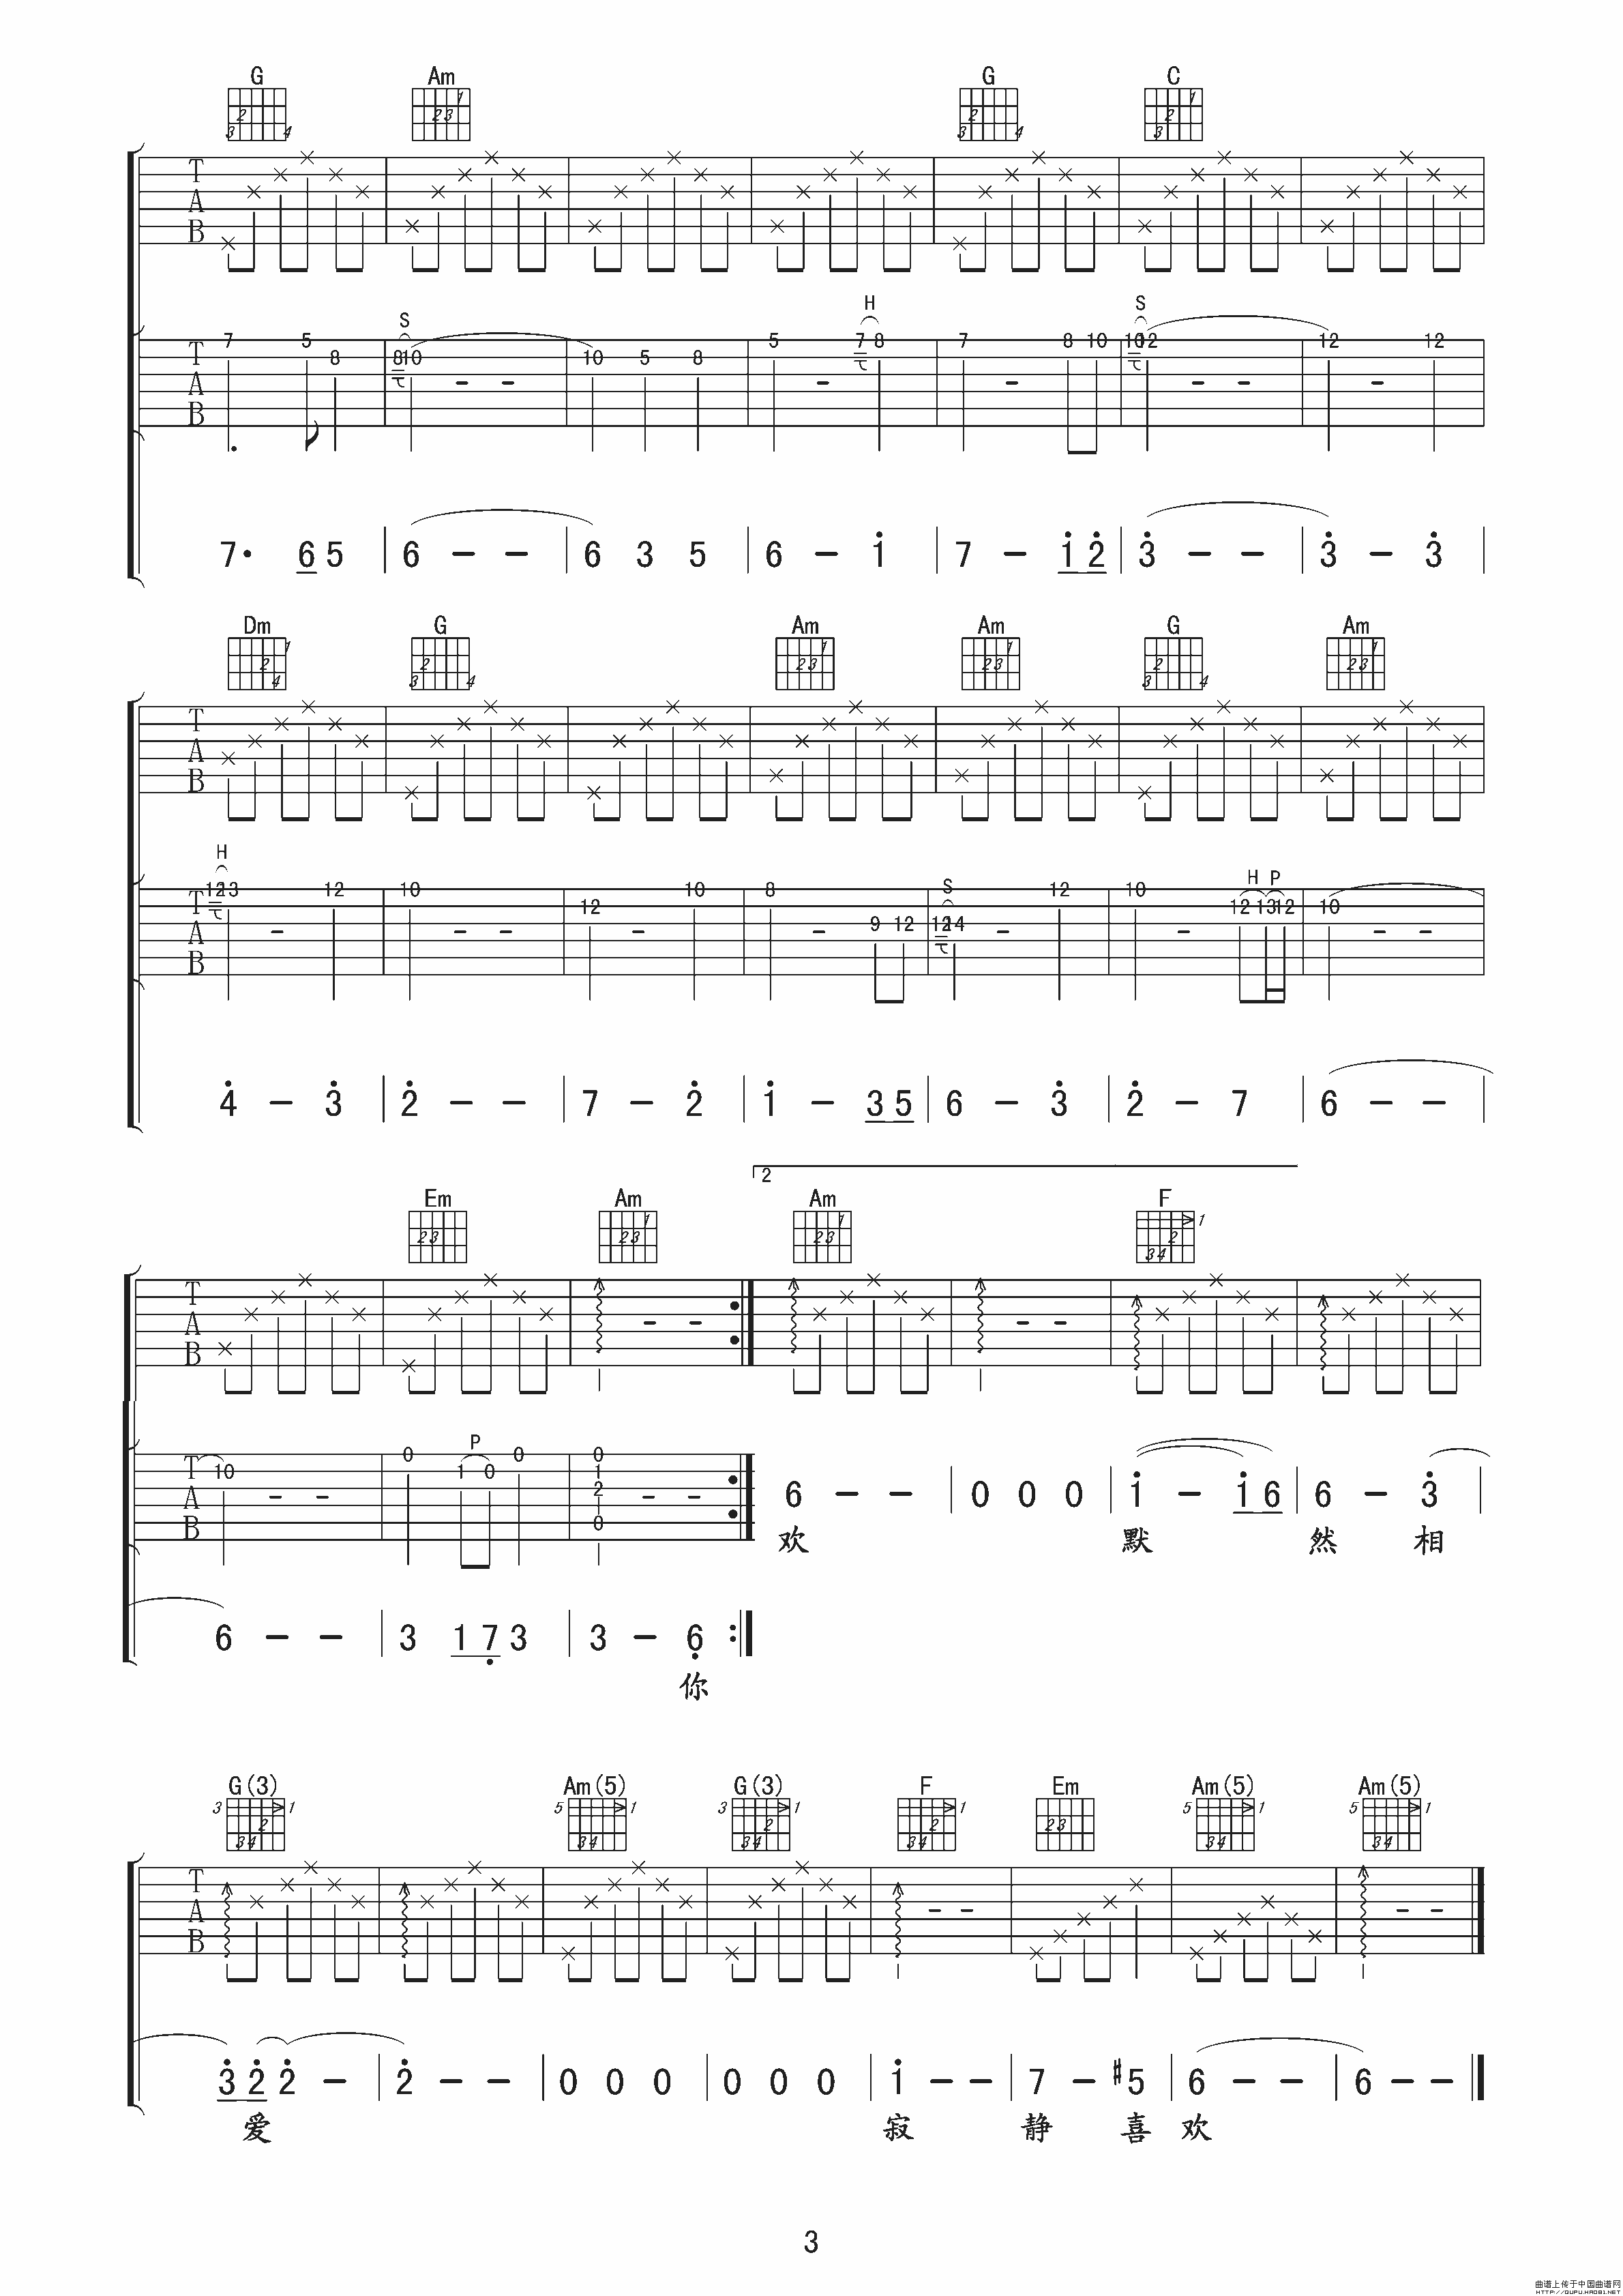 G Am G C
T A B
S H S
7 5 8 8 10 10 5 8 5 7 8 7 8 10 10 12 12 12
T A B
7· 6 5 | 6 — — | 6 3 5 | 6 — 1 | 7 — 1 2 | 3 — — | 3 — 3
Dm G Am Am G Am
T A B
H S H P
12 13 12 10 12 10 8 9 12 12 14 12 10 12 13 12 10
T A B
4 — 3 | 2 — — | 7 — 2 | 1 — 3 5 | 6 — 3 | 2 — 7 | 6 — —
2
Em Am Am F
T A B
P
10 0 1 0 0 0 1 2 0
T A B
6 — — | 0 0 0 | 1 — 1 6 | 6 — 3
欢 默 然 相
6 — — | 3 1 7 3 | 3 — 6 :
你
G(3) Am(5) G(3) F Em Am(5) Am(5)
T A B
3 2 2 — | 2 — — | 0 0 0 | 0 0 0 | 1 — — | 7 — #5 | 6 — — | 6 — —
爱 寂 静 喜 欢
3
曲谱上传于中国曲谱网
HTTP://QUPU.HAO81.NET